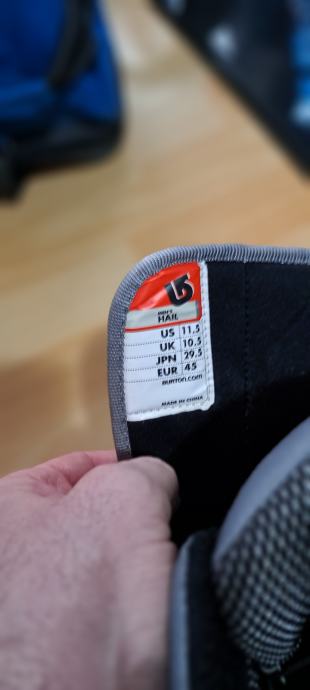 MEN'S
HAIL
US 11.5
UK 10.5
JPN 29.5
EUR 45
BURTON.COM
MADE IN CHINA